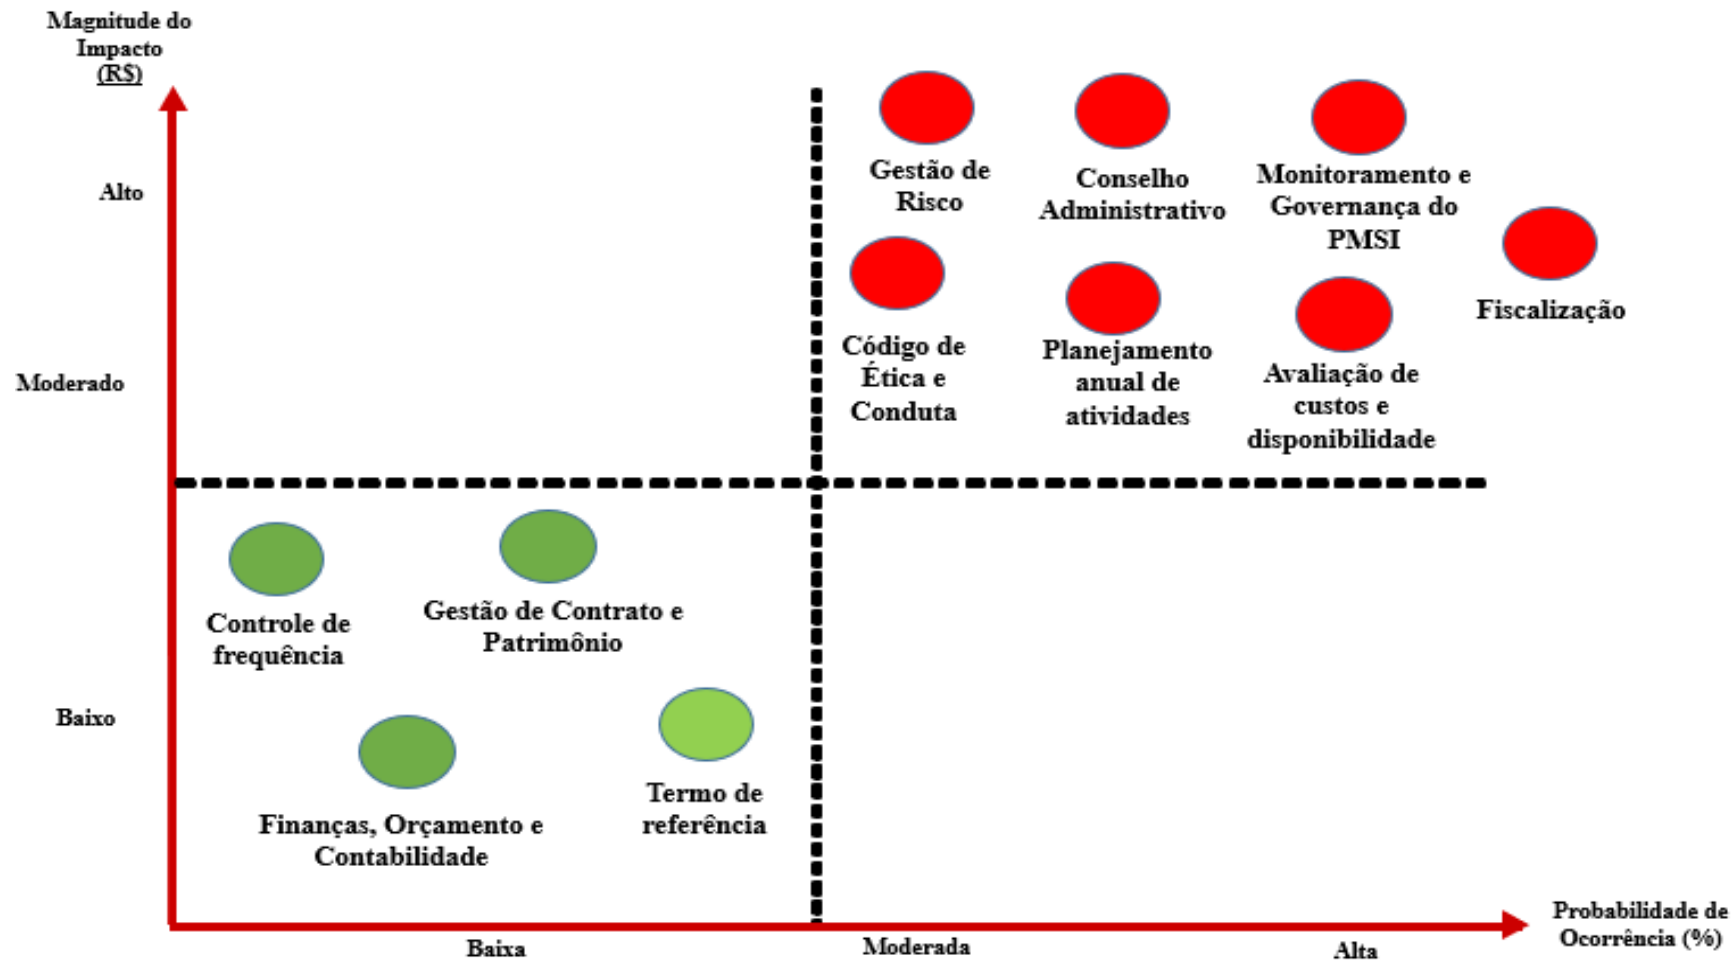 Magnitude do
Impacto
(R$)
Alto
Moderado
Baixo
Gestão de
Risco
Conselho
Administrativo
Monitoramento e
Governança do
PMSI
Fiscalização
Código de
Ética e
Conduta
Planejamento
anual de
atividades
Avaliação de
custos e
disponibilidade
Controle de
frequência
Gestão de Contrato e
Patrimônio
Finanças, Orçamento e
Contabilidade
Termo de
referência
Baixa
Moderada
Alta
Probabilidade de
Ocorrência (%)